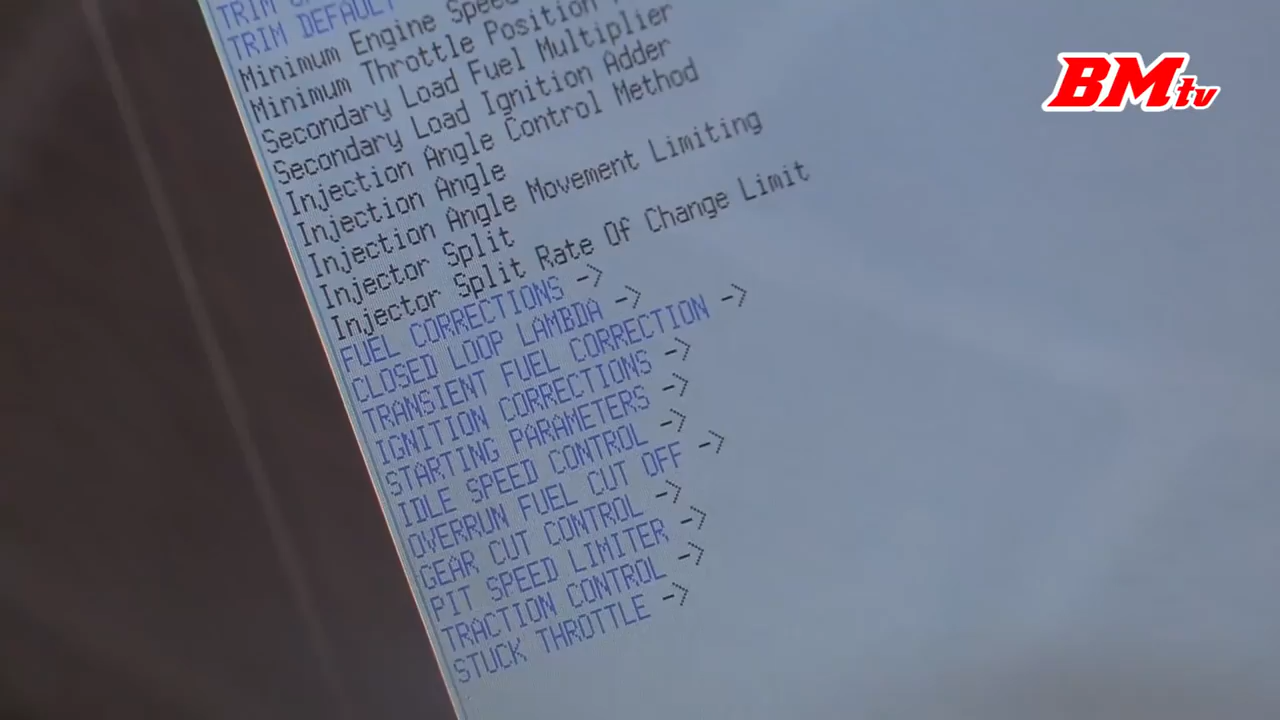 TRIM
TRIM DEFAULT
Minimum Engine Speed
Minimum Throttle Position
Secondary Load Fuel Multiplier
Secondary Load Ignition Adder
Injection Angle Control Method
Injection Angle
Injection Angle Movement Limiting
Injector Split
Injector Split Rate Of Change Limit
FUEL CORRECTIONS ->
CLOSED LOOP LAMBDA ->
TRANSIENT FUEL CORRECTION ->
IGNITION CORRECTIONS ->
STARTING PARAMETERS ->
IDLE SPEED CONTROL ->
OVERRUN FUEL CUT OFF ->
GEAR CUT CONTROL ->
PIT SPEED LIMITER ->
TRACTION CONTROL ->
STUCK THROTTLE ->
BMtv